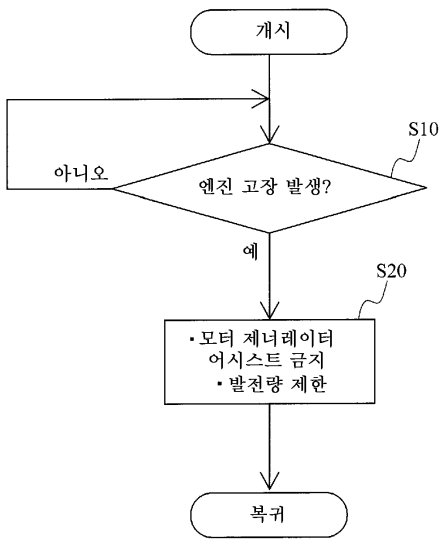 개시
S10
엔진 고장 발생?
아니오
예
S20
▪모터 제너레이터
어시스트 금지
▪발전량 제한
복귀